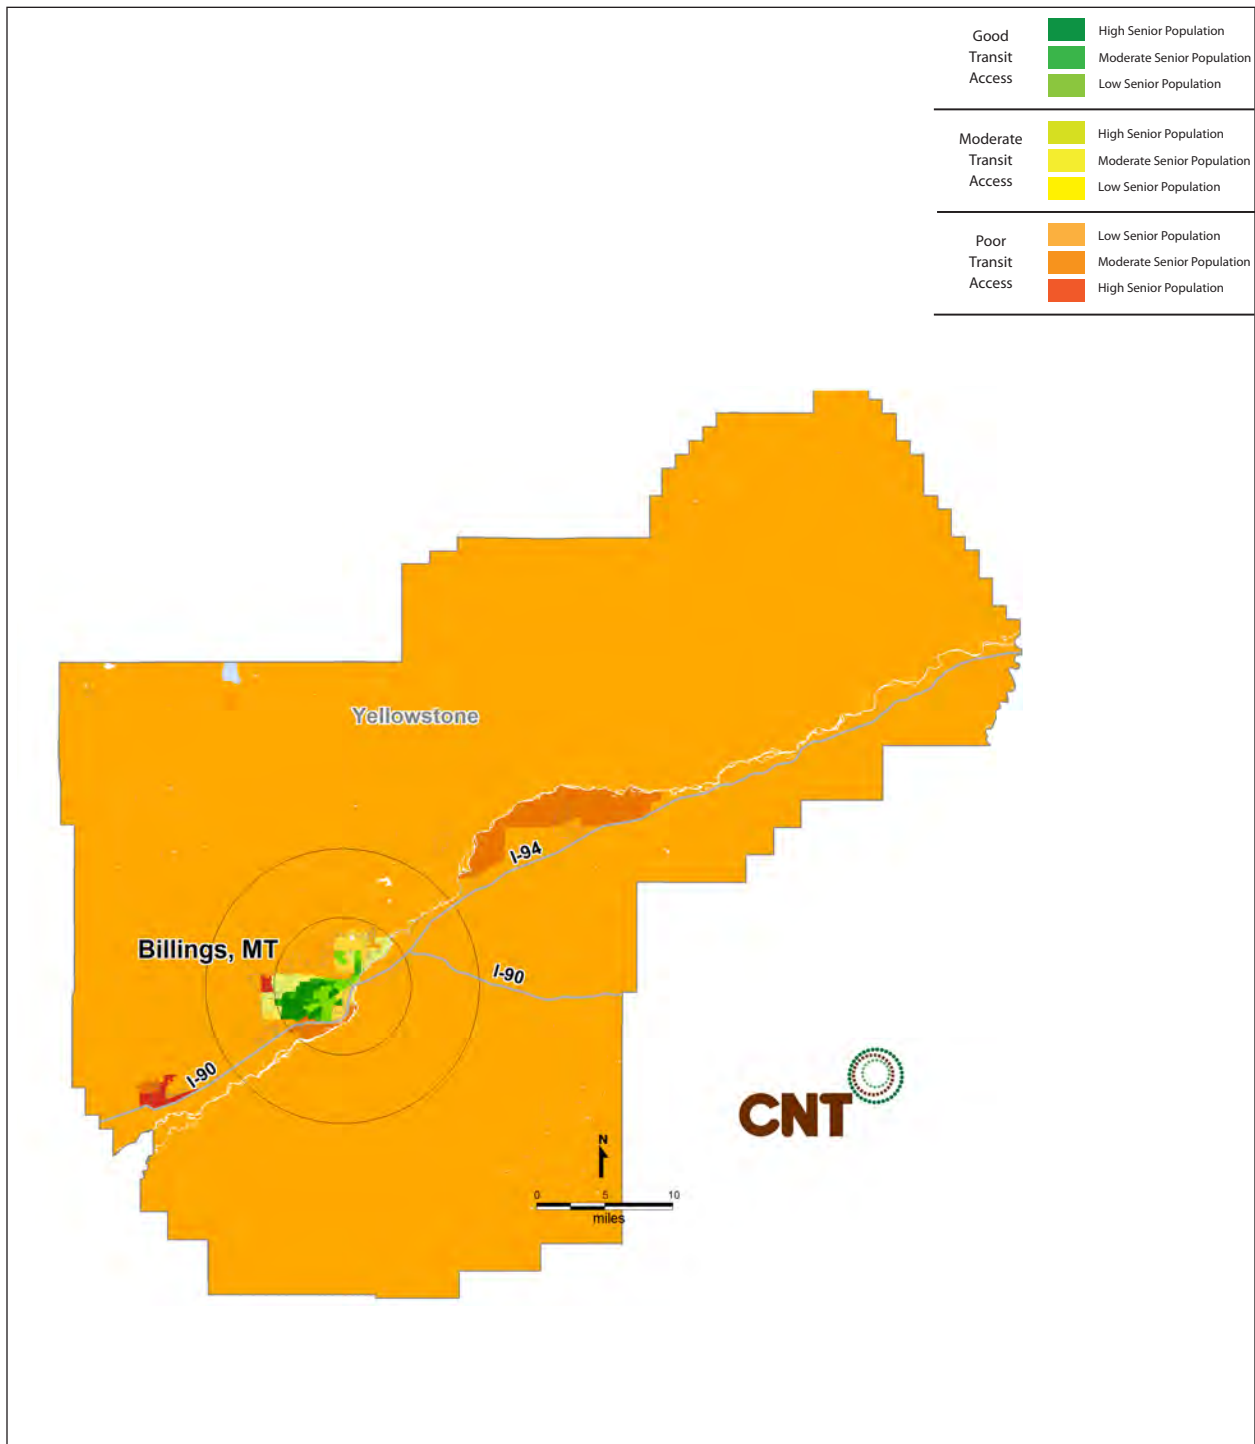 Good
Transit
Access
High Senior Population
Moderate Senior Population
Low Senior Population
Moderate
Transit
Access
High Senior Population
Moderate Senior Population
Low Senior Population
Poor
Transit
Access
Low Senior Population
Moderate Senior Population
High Senior Population
Yellowstone
I-94
Billings, MT
I-90
I-90
CNT
N
0 5 10
miles